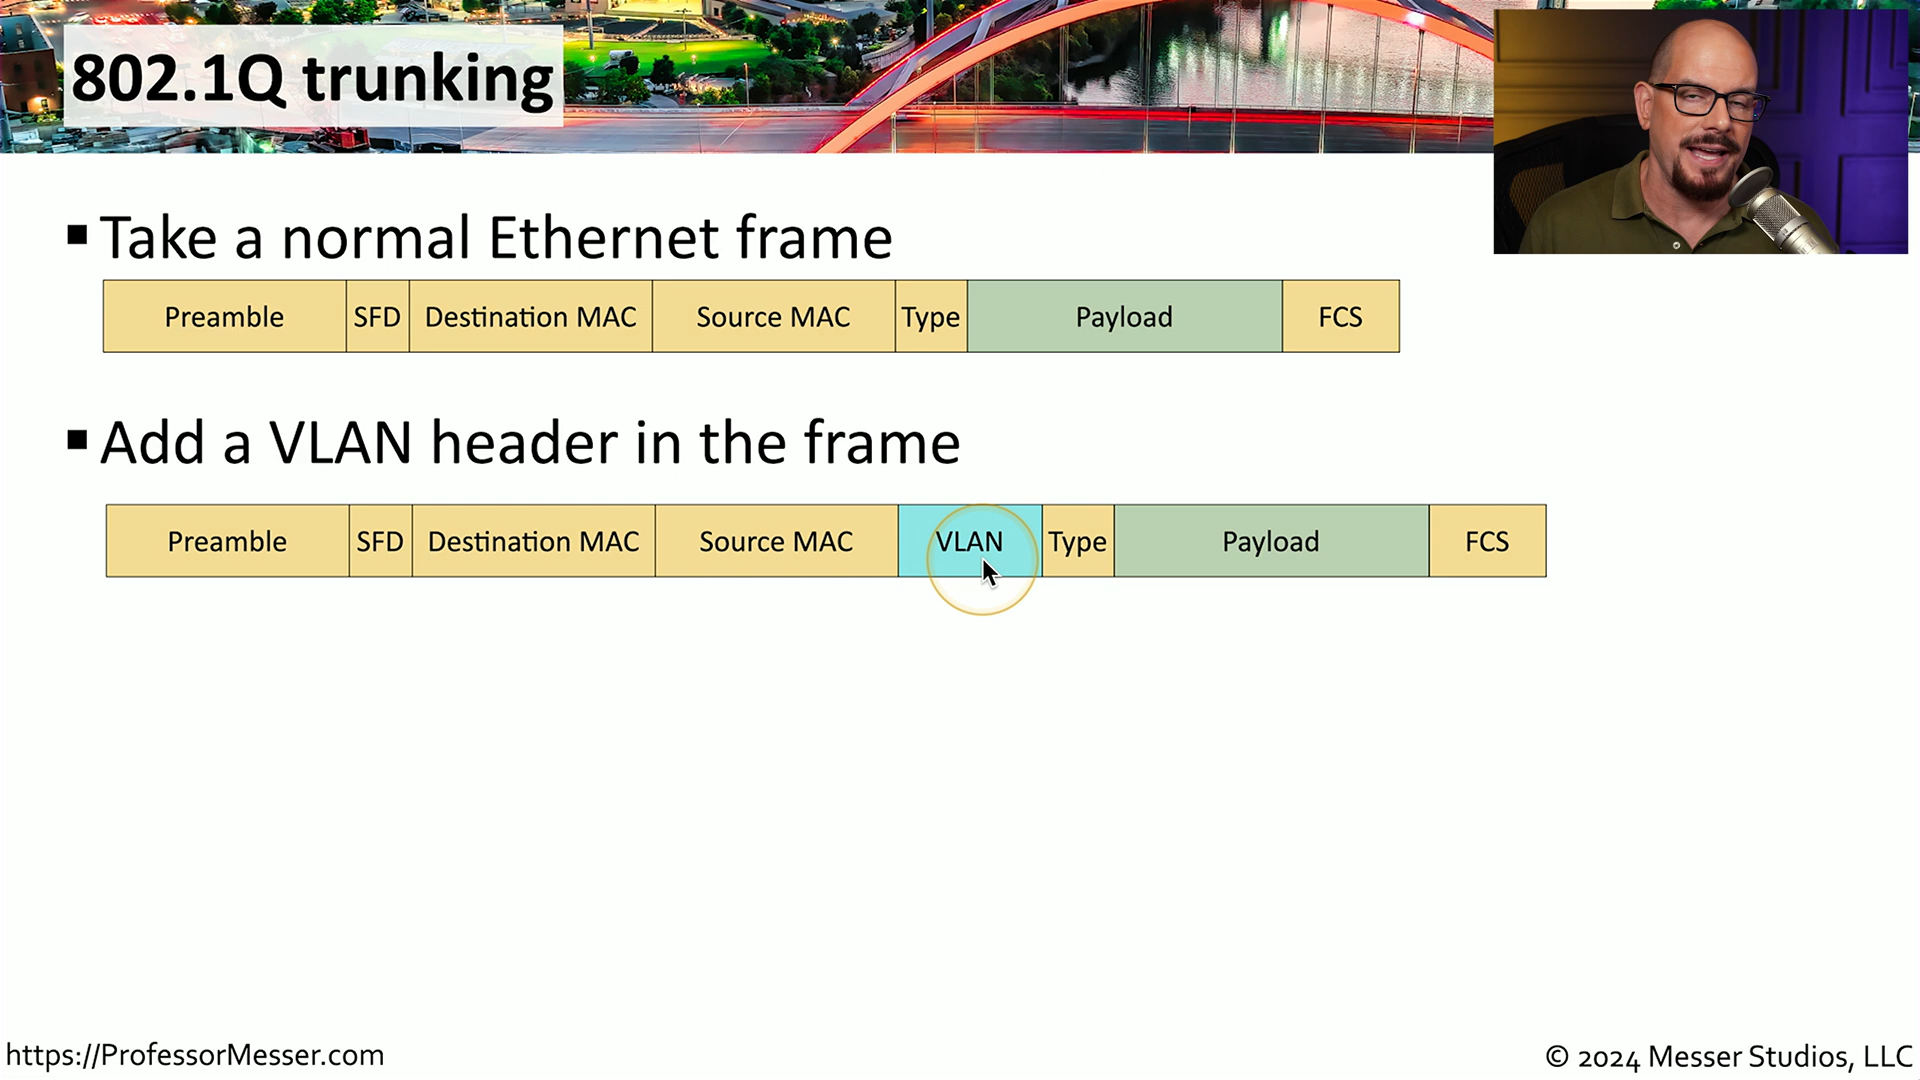 802.1Q trunking
Take a normal Ethernet frame
Preamble SFD Destination MAC Source MAC Type Payload FCS
Add a VLAN header in the frame
Preamble SFD Destination MAC Source MAC VLAN Type Payload FCS
https://ProfessorMesser.com
© 2024 Messer Studios, LLC